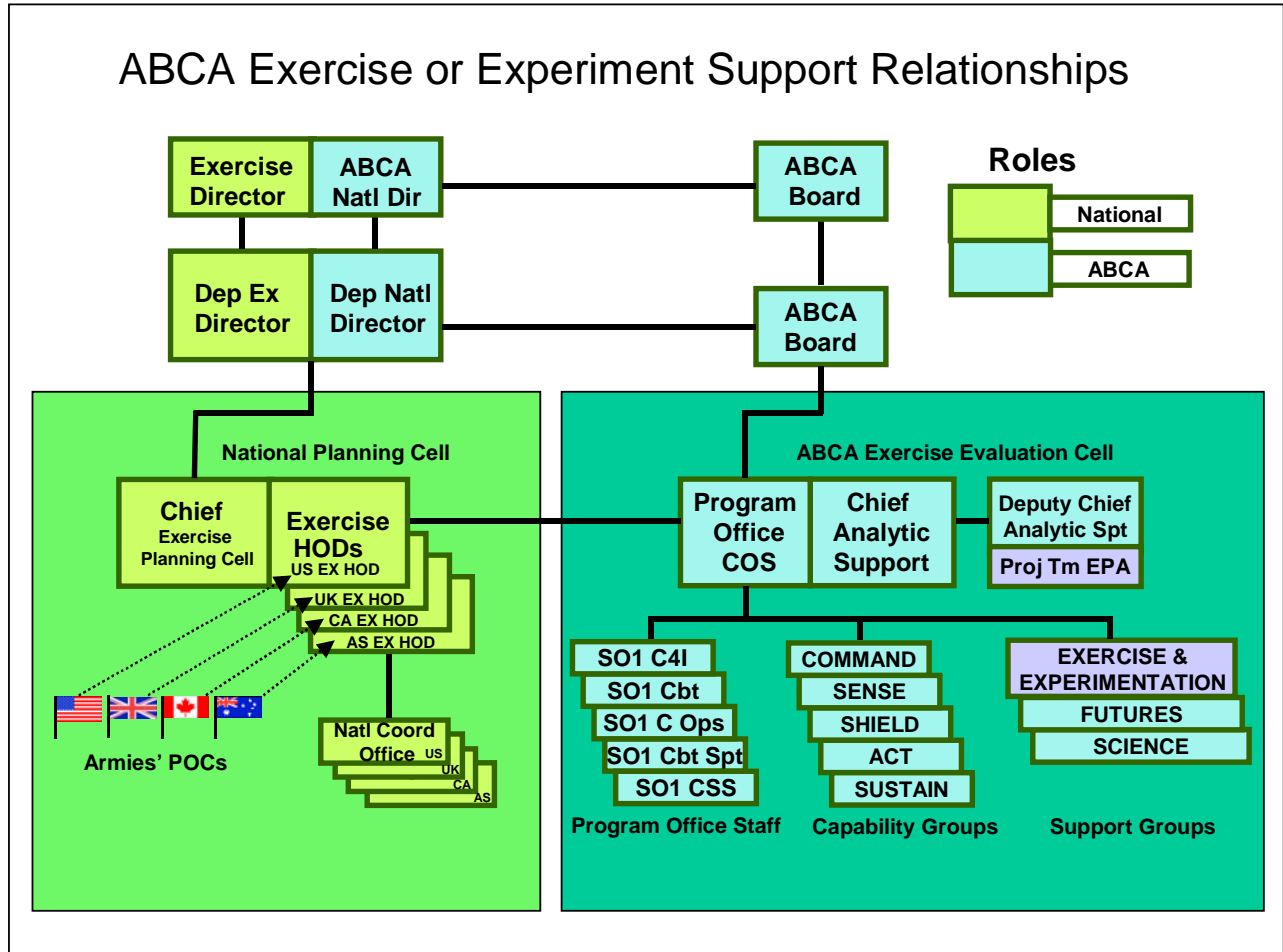 ABCA Exercise or Experiment Support Relationships
Exercise
Director
ABCA
Natl Dir
ABCA
Board
Roles
National
ABCA
Dep Ex
Director
Dep Natl
Director
ABCA
Board
National Planning Cell
Chief
Exercise
Planning Cell
Exercise
HODs
US EX HOD
UK EX HOD
CA EX HOD
AS EX HOD
Armies’ POCs
Natl Coord
Office
US
UK
CA
AS
ABCA Exercise Evaluation Cell
Program
Office
COS
Chief
Analytic
Support
Deputy Chief
Analytic Spt
Proj Tm EPA
SO1 C4I
SO1 Cbt
SO1 C Ops
SO1 Cbt Spt
SO1 CSS
Program Office Staff
COMMAND
SENSE
SHIELD
ACT
SUSTAIN
Capability Groups
EXERCISE &
EXPERIMENTATION
FUTURES
SCIENCE
Support Groups